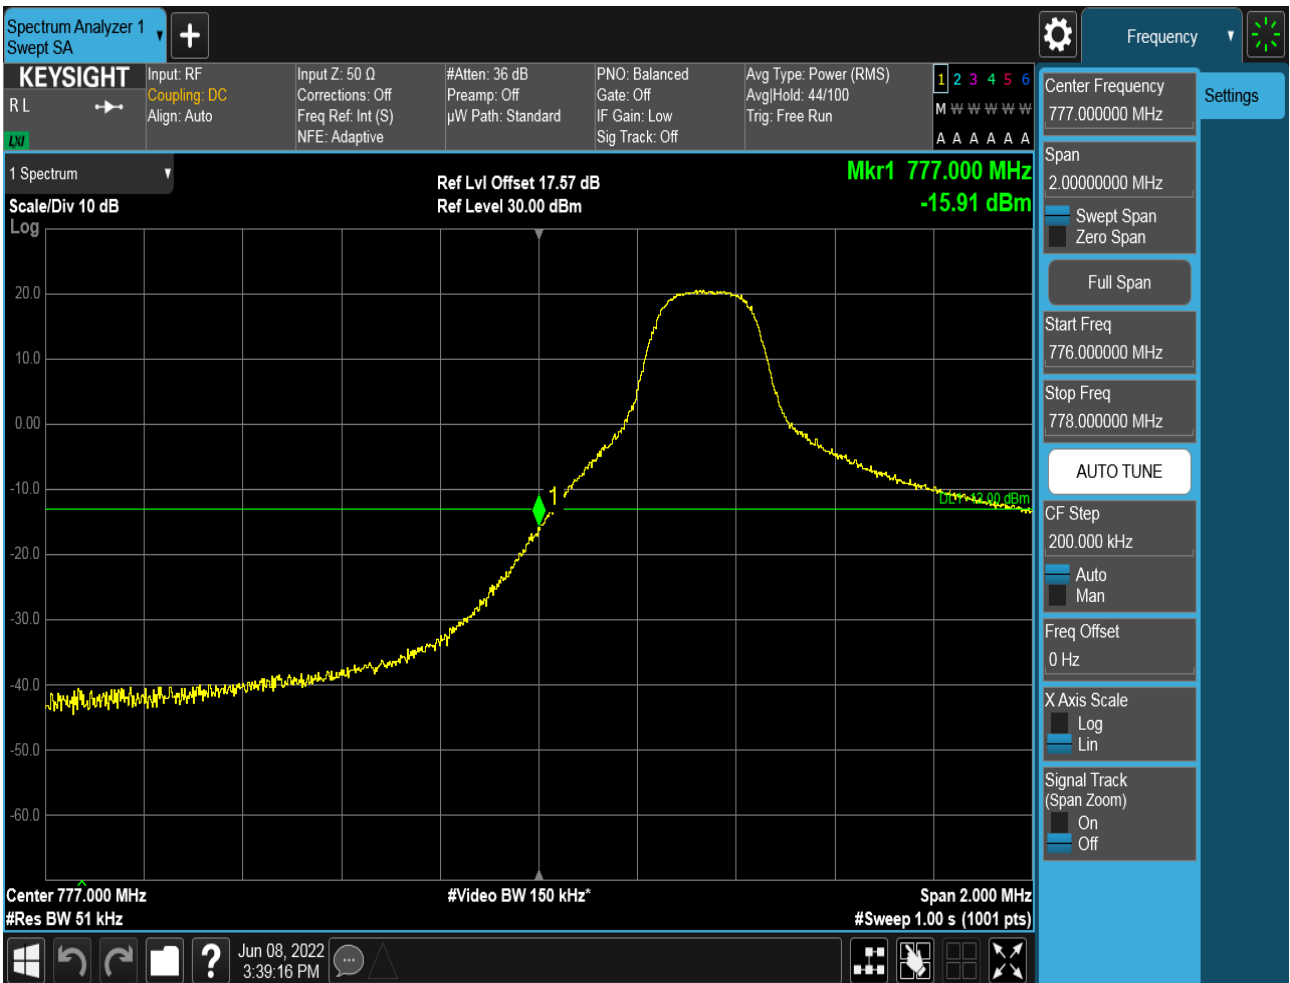 Spectrum Analyzer 1
Swept SA
Frequency
KEYSIGHT
R L
LXI
Input: RF
Coupling: DC
Align: Auto
Input Z: 50 Ω
Corrections: Off
Freq Ref: Int (S)
NFE: Adaptive
#Atten: 36 dB
Preamp: Off
µW Path: Standard
PNO: Balanced
Gate: Off
IF Gain: Low
Sig Track: Off
Avg Type: Power (RMS)
Avg|Hold: 44/100
Trig: Free Run
1 2 3 4 5 6
M W W W W W
A A A A A A
1 Spectrum
Scale/Div 10 dB
Log
Ref Lvl Offset 17.57 dB
Ref Level 30.00 dBm
Mkr1 777.000 MHz
-15.91 dBm
20.0
10.0
0.00
-10.0
-20.0
-30.0
-40.0
-50.0
-60.0
1
DL1 -13.00 dBm
Center 777.000 MHz
#Res BW 51 kHz
#Video BW 150 kHz*
Span 2.000 MHz
#Sweep 1.00 s (1001 pts)
Jun 08, 2022
3:39:16 PM
?
Center Frequency
777.000000 MHz
Span
2.00000000 MHz
Swept Span
Zero Span
Full Span
Start Freq
776.000000 MHz
Stop Freq
778.000000 MHz
AUTO TUNE
CF Step
200.000 kHz
Auto
Man
Freq Offset
0 Hz
X Axis Scale
Log
Lin
Signal Track
(Span Zoom)
On
Off
Settings